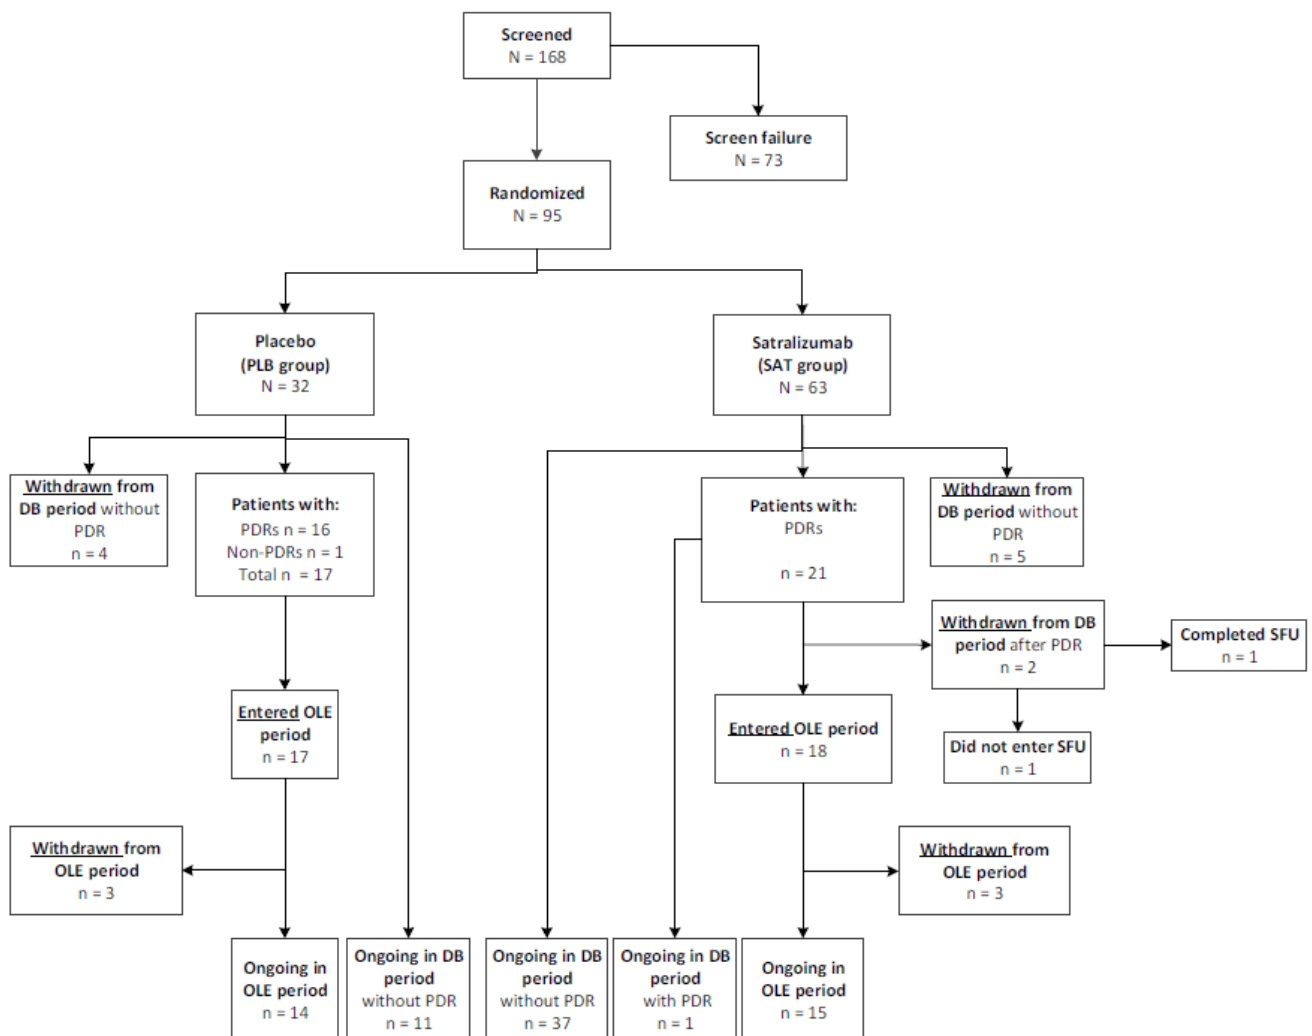 Screened
N = 168
Screen failure
N = 73
Randomized
N = 95
Placebo
(PLB group)
N = 32
Satralizumab
(SAT group)
N = 63
Withdrawn from
DB period without
PDR
n = 4
Patients with:
PDRs n = 16
Non-PDRs n = 1
Total n = 17
Patients with:
PDRs
n = 21
Withdrawn from
DB period without
PDR
n = 5
Withdrawn from DB
period after PDR
n = 2
Completed SFU
n = 1
Entered OLE
period
n = 17
Entered OLE period
n = 18
Did not enter SFU
n = 1
Withdrawn from
OLE period
n = 3
Withdrawn from
OLE period
n = 3
Ongoing in
OLE period
n = 14
Ongoing in DB
period
without PDR
n = 11
Ongoing in DB
period
without PDR
n = 37
Ongoing in DB
period
with PDR
n = 1
Ongoing in
OLE period
n = 15